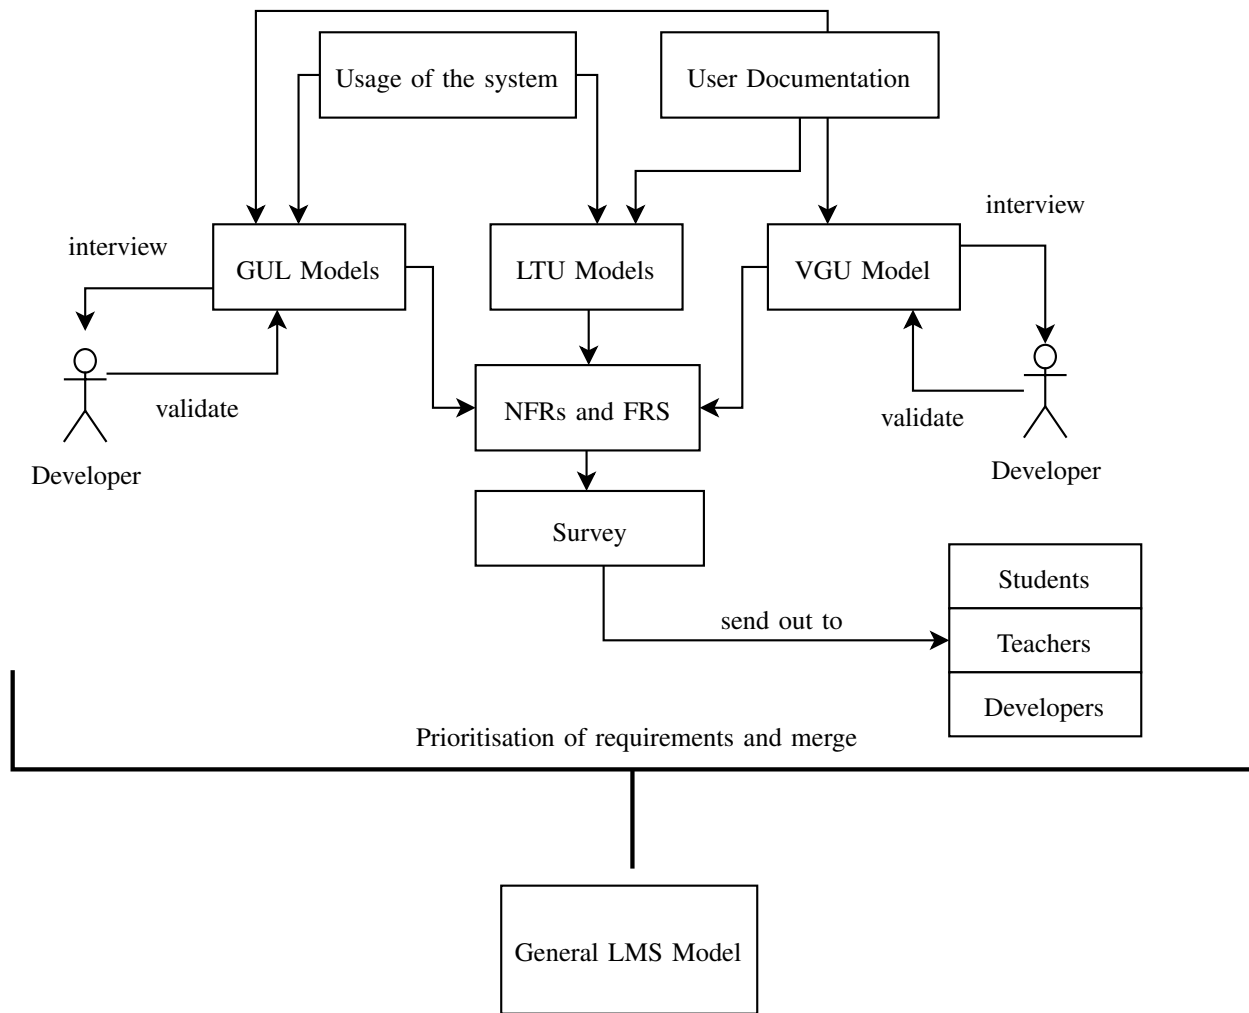 Usage of the system
User Documentation
interview
interview
GUL Models
LTU Models
VGU Model
validate
NFRs and FRS
validate
Developer
Developer
Survey
Students
send out to
Teachers
Developers
Prioritisation of requirements and merge
General LMS Model